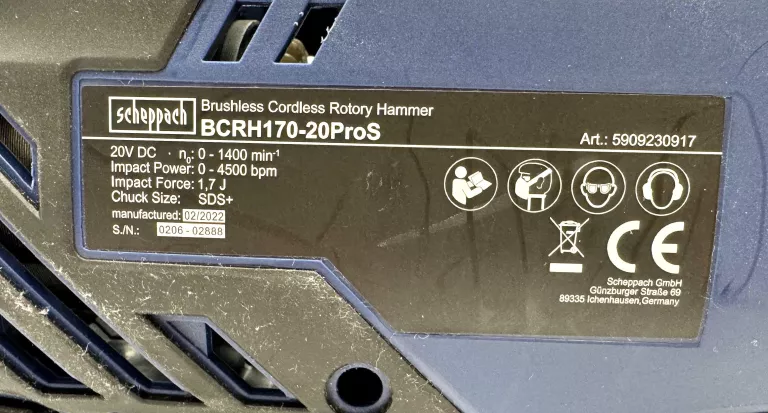 scheppach
Brushless Cordless Rotory Hammer
BCRH170-20ProS
Art.: 5909230917
20V DC · n₀: 0 - 1400 min⁻¹
Impact Power: 0 - 4500 bpm
Impact Force: 1,7 J
Chuck Size: SDS+
manufactured: 02/2022
S./N.: 0206 - 02888
CE
Scheppach GmbH
Günzburger Straße 69
89335 Ichenhausen,Germany